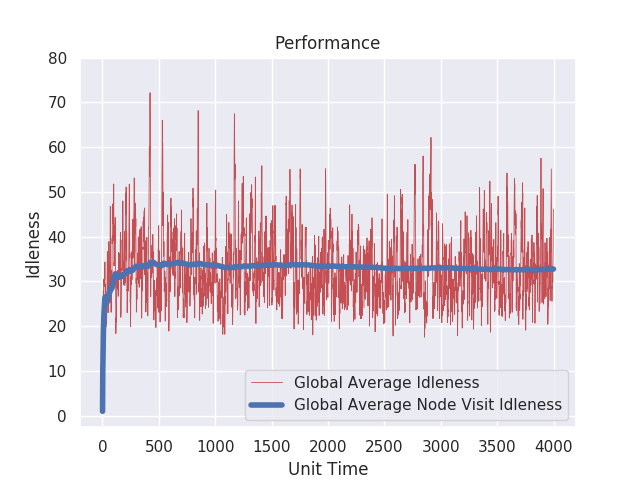 Performance
80
70
60
50
40
30
20
10
0
Idleness
Global Average Idleness
Global Average Node Visit Idleness
0 500 1000 1500 2000 2500 3000 3500 4000
Unit Time